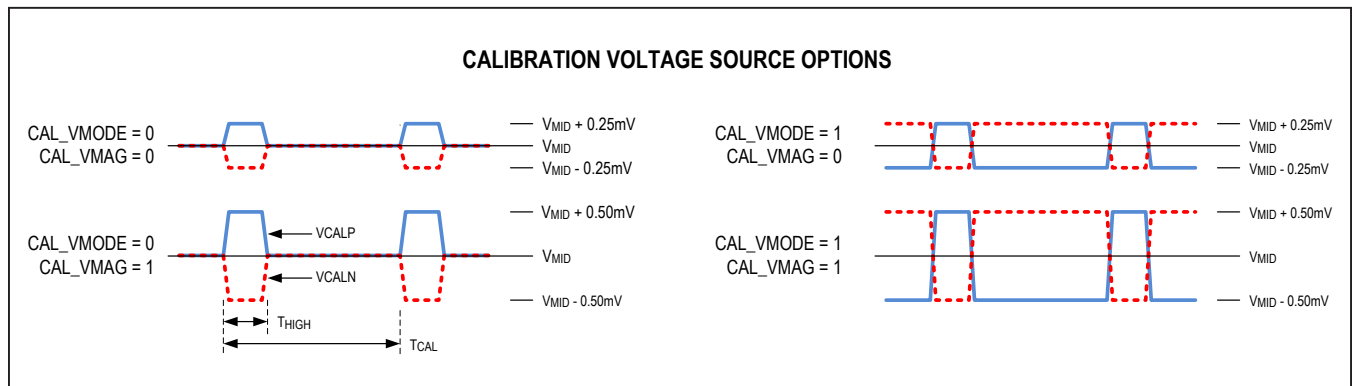 CALIBRATION VOLTAGE SOURCE OPTIONS
CAL_VMODE = 0
CAL_VMAG = 0
VMID + 0.25mV
VMID
VMID - 0.25mV
CAL_VMODE = 0
CAL_VMAG = 1
VCALP
VCALN
VMID + 0.50mV
VMID
VMID - 0.50mV
THIGH
TCAL
CAL_VMODE = 1
CAL_VMAG = 0
VMID + 0.25mV
VMID
VMID - 0.25mV
CAL_VMODE = 1
CAL_VMAG = 1
VMID + 0.50mV
VMID
VMID - 0.50mV